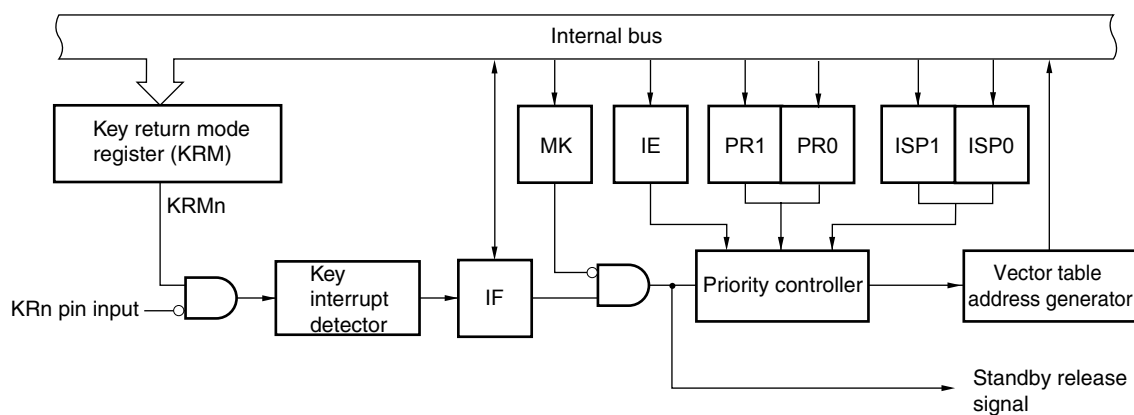 Internal bus
Key return mode
register (KRM)
MK
IE
PR1
PR0
ISP1
ISP0
KRMn
KRn pin input
Key
interrupt
detector
IF
Priority controller
Vector table
address generator
Standby release
signal